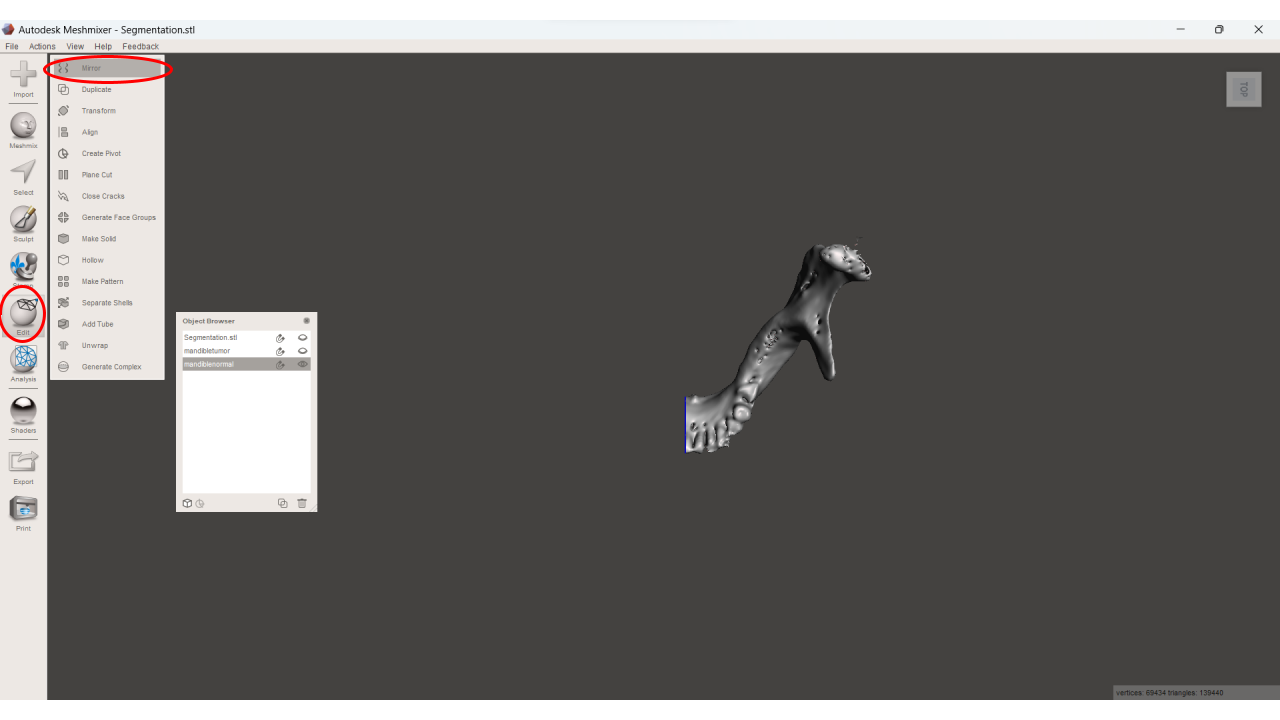 Autodesk Meshmixer - Segmentation.stl
File Actions View Help Feedback
Import
Meshmix
Select
Sculpt
Stamp
Edit
Analysis
Shaders
Export
Print
Mirror
Duplicate
Transform
Align
Create Pivot
Plane Cut
Close Cracks
Generate Face Groups
Make Solid
Hollow
Make Pattern
Separate Shells
Add Tube
Unwrap
Generate Complex
Object Browser
Segmentation.stl
mandibletumor
mandiblenormal
TOP
vertices: 69434 triangles: 139440